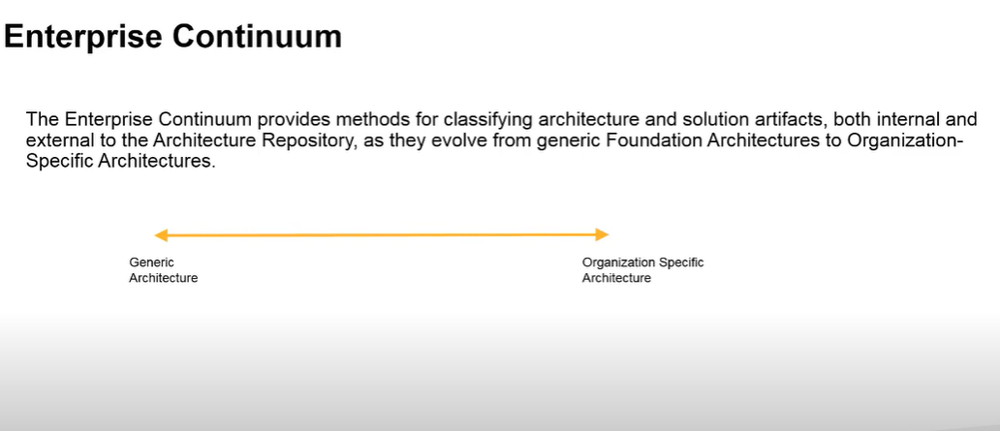 Enterprise Continuum
The Enterprise Continuum provides methods for classifying architecture and solution artifacts, both internal and
external to the Architecture Repository, as they evolve from generic Foundation Architectures to Organization-
Specific Architectures.
Generic
Architecture
Organization Specific
Architecture